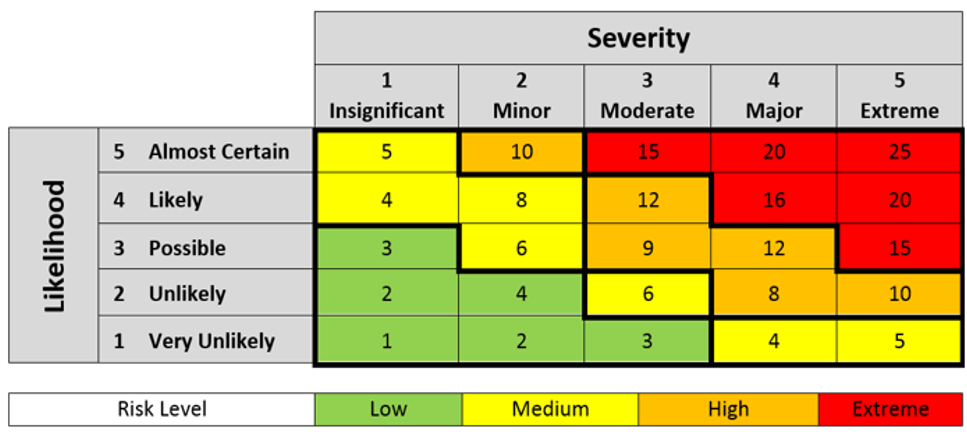 Severity
1 2 3 4 5
Insignificant Minor Moderate Major Extreme
Likelihood
5 Almost Certain 5 10 15 20 25
4 Likely 4 8 12 16 20
3 Possible 3 6 9 12 15
2 Unlikely 2 4 6 8 10
1 Very Unlikely 1 2 3 4 5
Risk Level Low Medium High Extreme